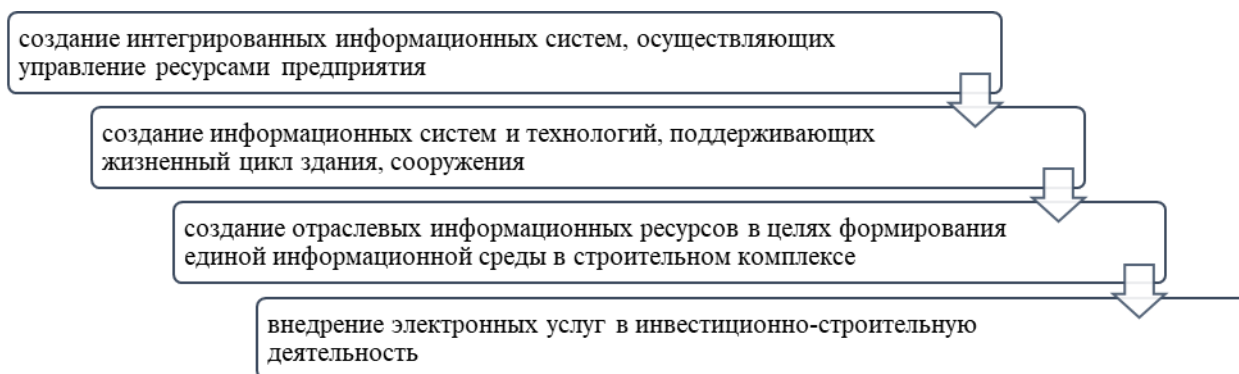 создание интегрированных информационных систем, осуществляющих
управление ресурсами предприятия
создание информационных систем и технологий, поддерживающих
жизненный цикл здания, сооружения
создание отраслевых информационных ресурсов в целях формирования
единой информационной среды в строительном комплексе
внедрение электронных услуг в инвестиционно-строительную
деятельность